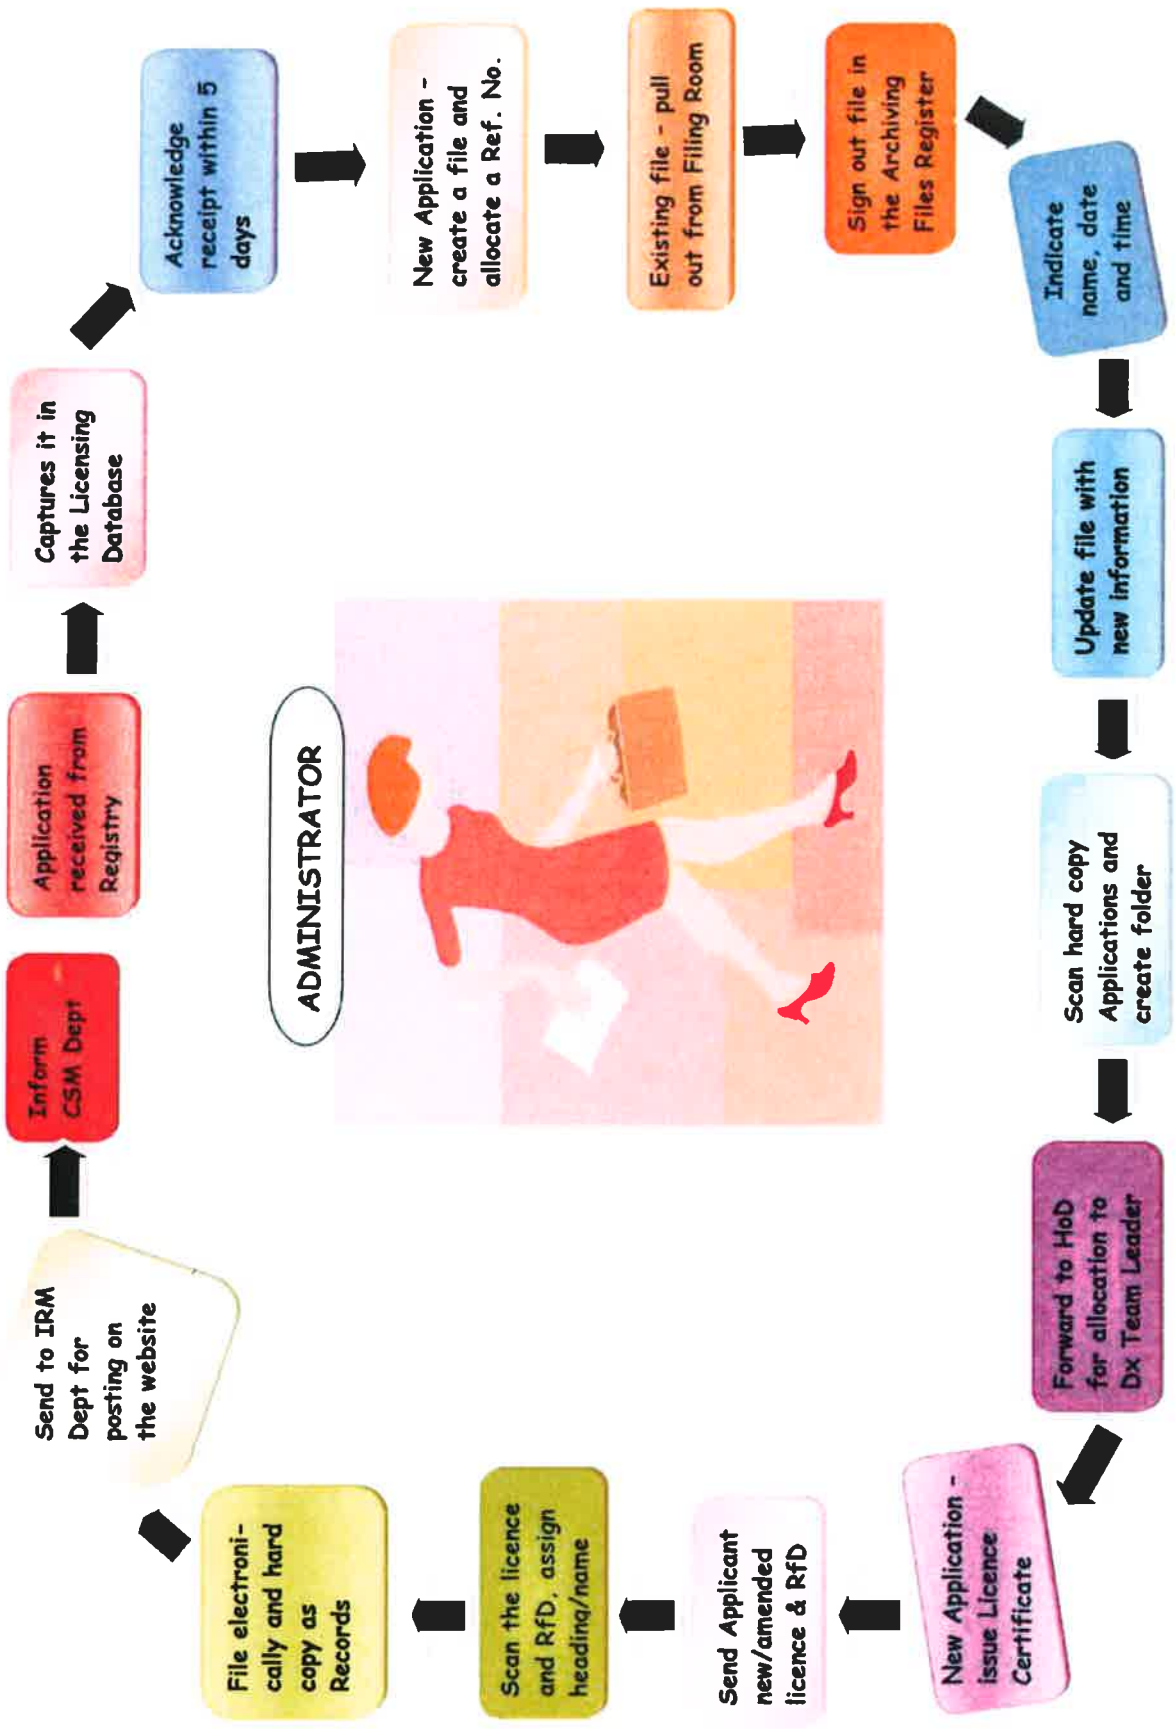 ADMINISTRATOR
Application
received from
Registry
Captures it in
the Licensing
Database
Acknowledge
receipt within 5
days
New Application -
create a file and
allocate a Ref. No.
Existing file - pull
out from Filing Room
Sign out file in
the Archiving
Files Register
Indicate
name, date
and time
Update file with
new information
Scan hard copy
Applications and
create folder
Forward to HoD
for allocation to
Dx Team Leader
New Application -
issue Licence
Certificate
Send Applicant
new/amended
licence & RfD
Scan the licence
and RfD, assign
heading/name
File electroni-
cally and hard
copy as
Records
Send to IRM
Dept for
posting on
the website
Inform
CSM Dept